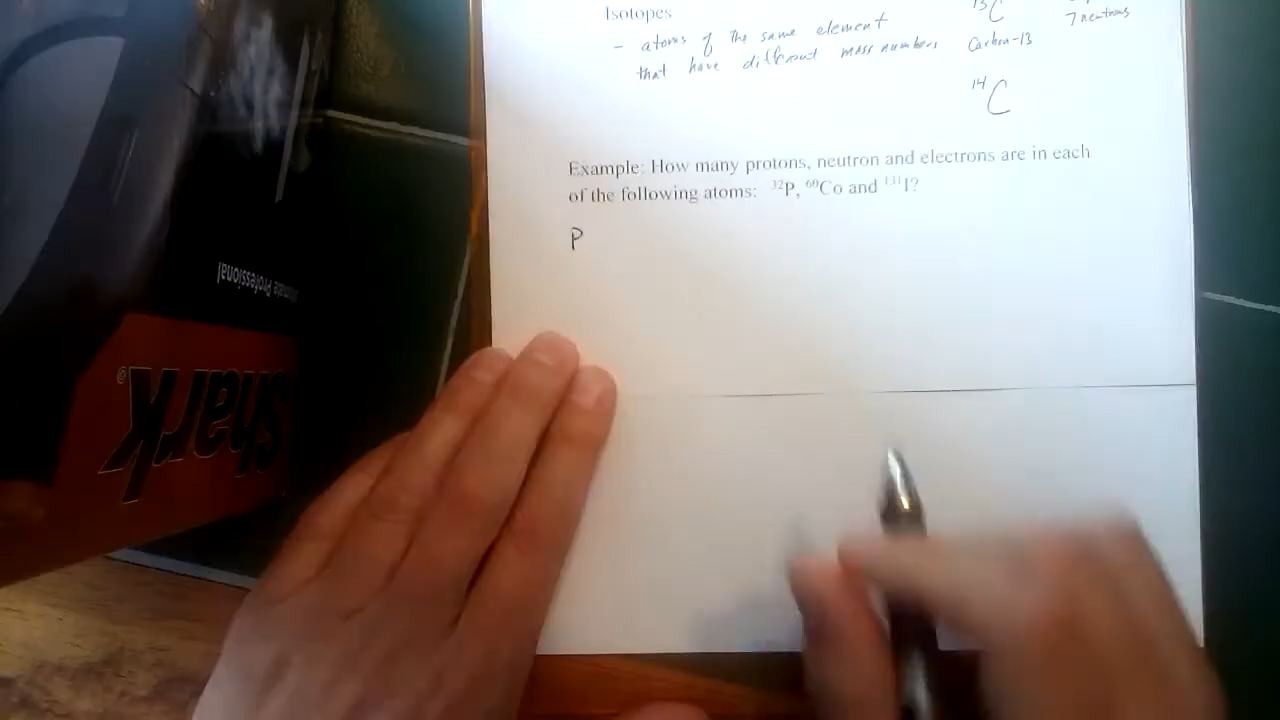 Isotopes
- atoms of the same element
that have different mass numbers
13C
7 neutrons
Carbon-13
14C
Example: How many protons, neutron and electrons are in each
of the following atoms: 32P, 60Co and 131I?
P
Professional
Shark®